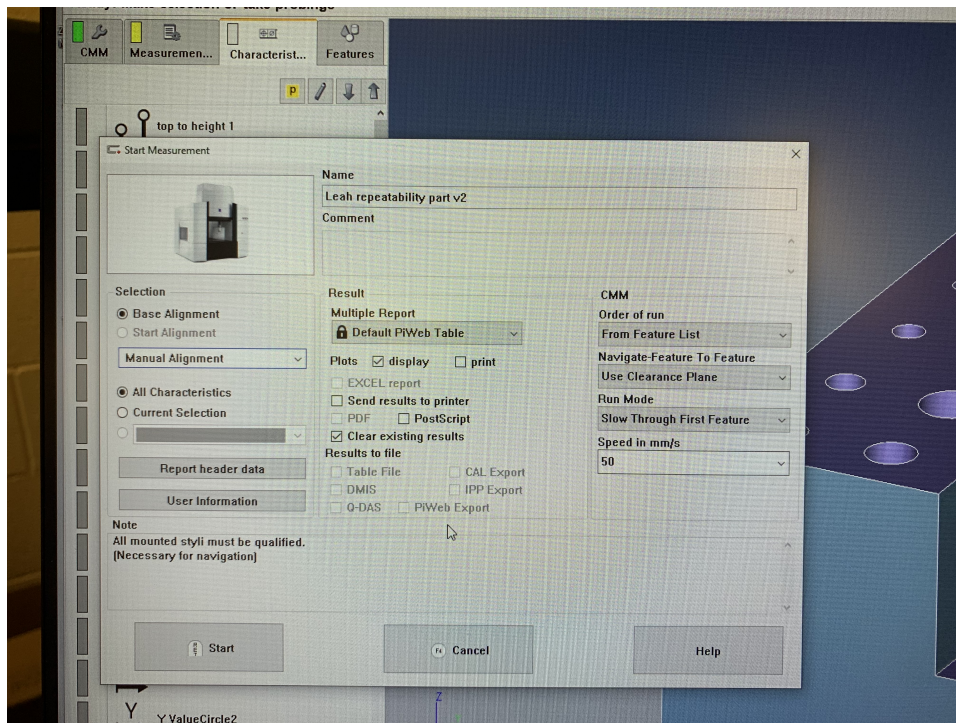 CMM
Measuremen...
Characterist...
Features
P
top to height 1
Start Measurement
Name
Leah repeatability part v2
Comment
Selection
Base Alignment
Start Alignment
Manual Alignment
All Characteristics
Current Selection
Report header data
User Information
Result
Multiple Report
Default PiWeb Table
Plots display print
EXCEL report
Send results to printer
PDF PostScript
Clear existing results
Results to file
Table File CAL Export
DMIS IPP Export
Q-DAS PiWeb Export
CMM
Order of run
From Feature List
Navigate-Feature To Feature
Use Clearance Plane
Run Mode
Slow Through First Feature
Speed in mm/s
50
Note
All mounted styli must be qualified.
(Necessary for navigation)
Start
F4 Cancel
Help
Z
Y
Y ValueCircle2